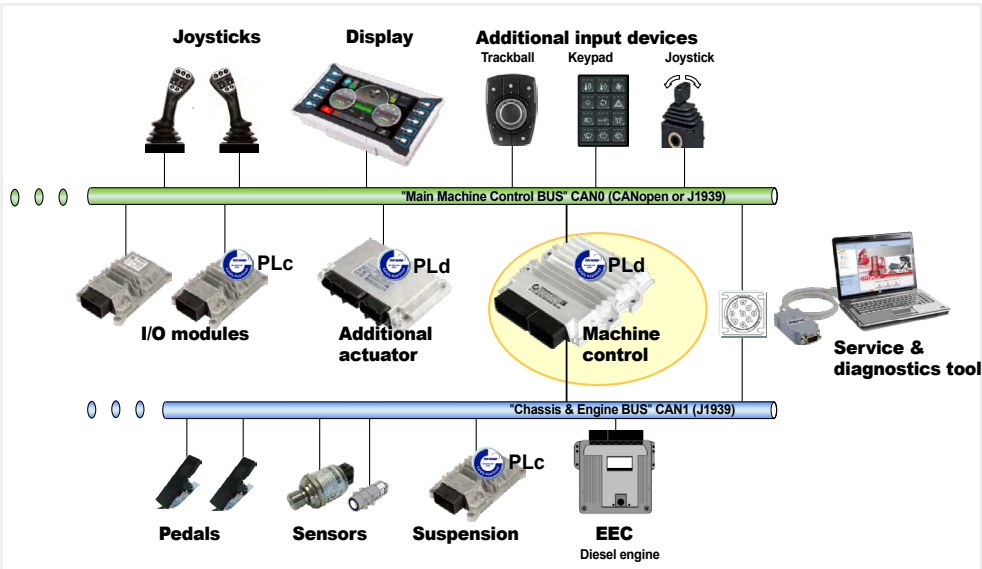 Joysticks
Display
Additional input devices
Trackball
Keypad
Joystick
"Main Machine Control BUS" CAN0 (CANopen or J1939)
PLc
PLd
PLd
I/O modules
Additional
actuator
Machine
control
Service &
diagnostics tool
"Chassis & Engine BUS" CAN1 (J1939)
PLc
Pedals
Sensors
Suspension
EEC
Diesel engine